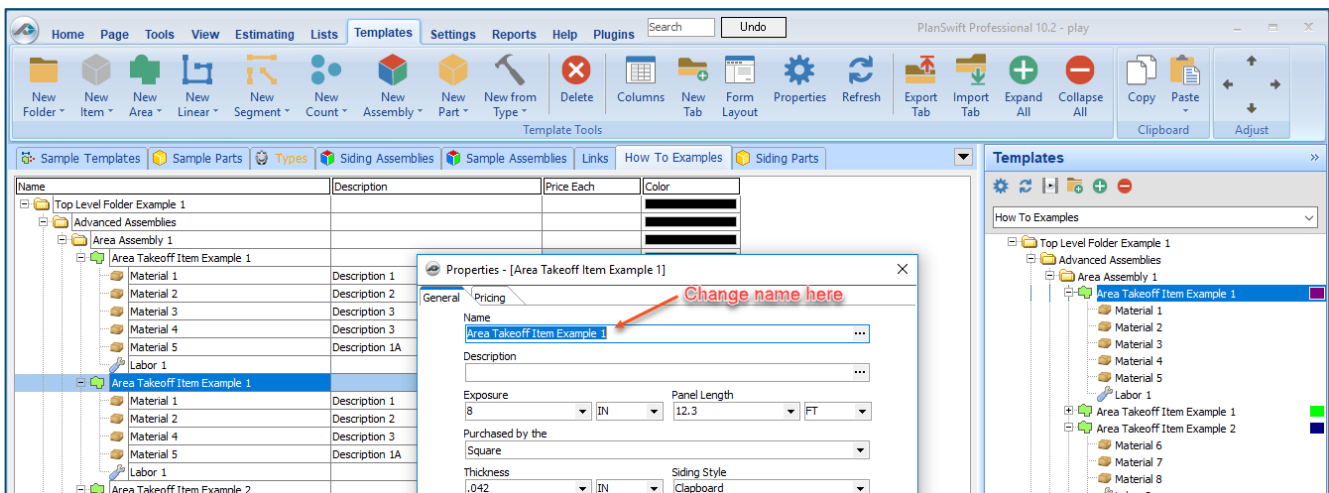 Home Page Tools View Estimating Lists Templates Settings Reports Help Plugins Search Undo PlanSwift Professional 10.2 - play
New Folder New Item New Area New Linear New Segment New Count New Assembly New Part New from Type Delete Columns New Tab Form Layout Properties Refresh Export Tab Import Tab Expand All Collapse All Copy Paste
Template Tools Clipboard Adjust
Sample Templates Sample Parts Types Siding Assemblies Sample Assemblies Links How To Examples Siding Parts
Name Description Price Each Color
Top Level Folder Example 1
Advanced Assemblies
Area Assembly 1
Area Takeoff Item Example 1
Material 1 Description 1
Material 2 Description 2
Material 3 Description 3
Material 4 Description 3
Material 5 Description 1A
Labor 1
Area Takeoff Item Example 1
Material 1 Description 1
Material 2 Description 2
Material 4 Description 3
Material 5 Description 1A
Labor 1
Area Takeoff Item Example 2
Properties - [Area Takeoff Item Example 1]
General Pricing
Change name here
Name
Area Takeoff Item Example 1
Description
Exposure Panel Length
8 IN 12.3 FT
Purchased by the
Square
Thickness Siding Style
.042 IN Clapboard
Templates
How To Examples
Top Level Folder Example 1
Advanced Assemblies
Area Assembly 1
Area Takeoff Item Example 1
Material 1
Material 2
Material 3
Material 4
Material 5
Labor 1
Area Takeoff Item Example 1
Area Takeoff Item Example 2
Material 6
Material 7
Material 8